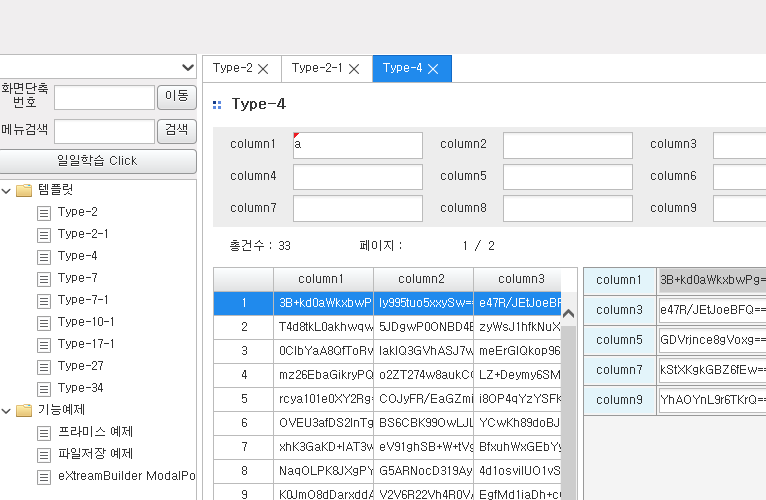 Type-2 Type-2-1 Type-4
화면단축
번호 이동
메뉴검색 검색
일일학습 Click
템플릿
Type-2
Type-2-1
Type-4
Type-7
Type-7-1
Type-10-1
Type-17-1
Type-27
Type-34
기능예제
프라미스 예제
파일저장 예제
eXtreamBuilder ModalPo
Type-4
column1 a column2 column3
column4 column5 column6
column7 column8 column9
총건수 : 33 페이지 : 1 / 2
column1 column2 column3
1 3B+kd0aWkxbwP ly995tuo5xxySw== e47R/JEtJoeBF
2 T4d8tkL0akhwqw 5JDgwP0ONBD4E zyWsJ1hfkNuX
3 0ClbYaA8QfToRv lakIQ3GVhASJ7w meErGlQkop96
4 mz26EbaGikryPQ o2ZT274w8aukC LZ+Deymy6SM
5 rcya101e0XY2Rg= COJyFR/EaGZmi i8OP4qYzYSFK
6 OVEU3afDS2InTg BS6CBK99OwLJL YCwKh89doBJ
7 xhK3GaKD+IAT3w eV91ghSB+W+tVg BfxuhWxGEbYy
8 NaqOLPK8JXgPY G5ARNocD319Ay 4d1osvilUO1vS
9 K0JmO8dDarxddA V2V6R22Vh4R0VA EgfMd1iaDh+c
column1 3B+kd0aWkxbwPg=
column3 e47R/JEtJoeBFQ==
column5 GDVrjnce8gVoxg==
column7 kStXKgkGBZ6fEw==
column9 YhAOYnL9r6TKrQ==